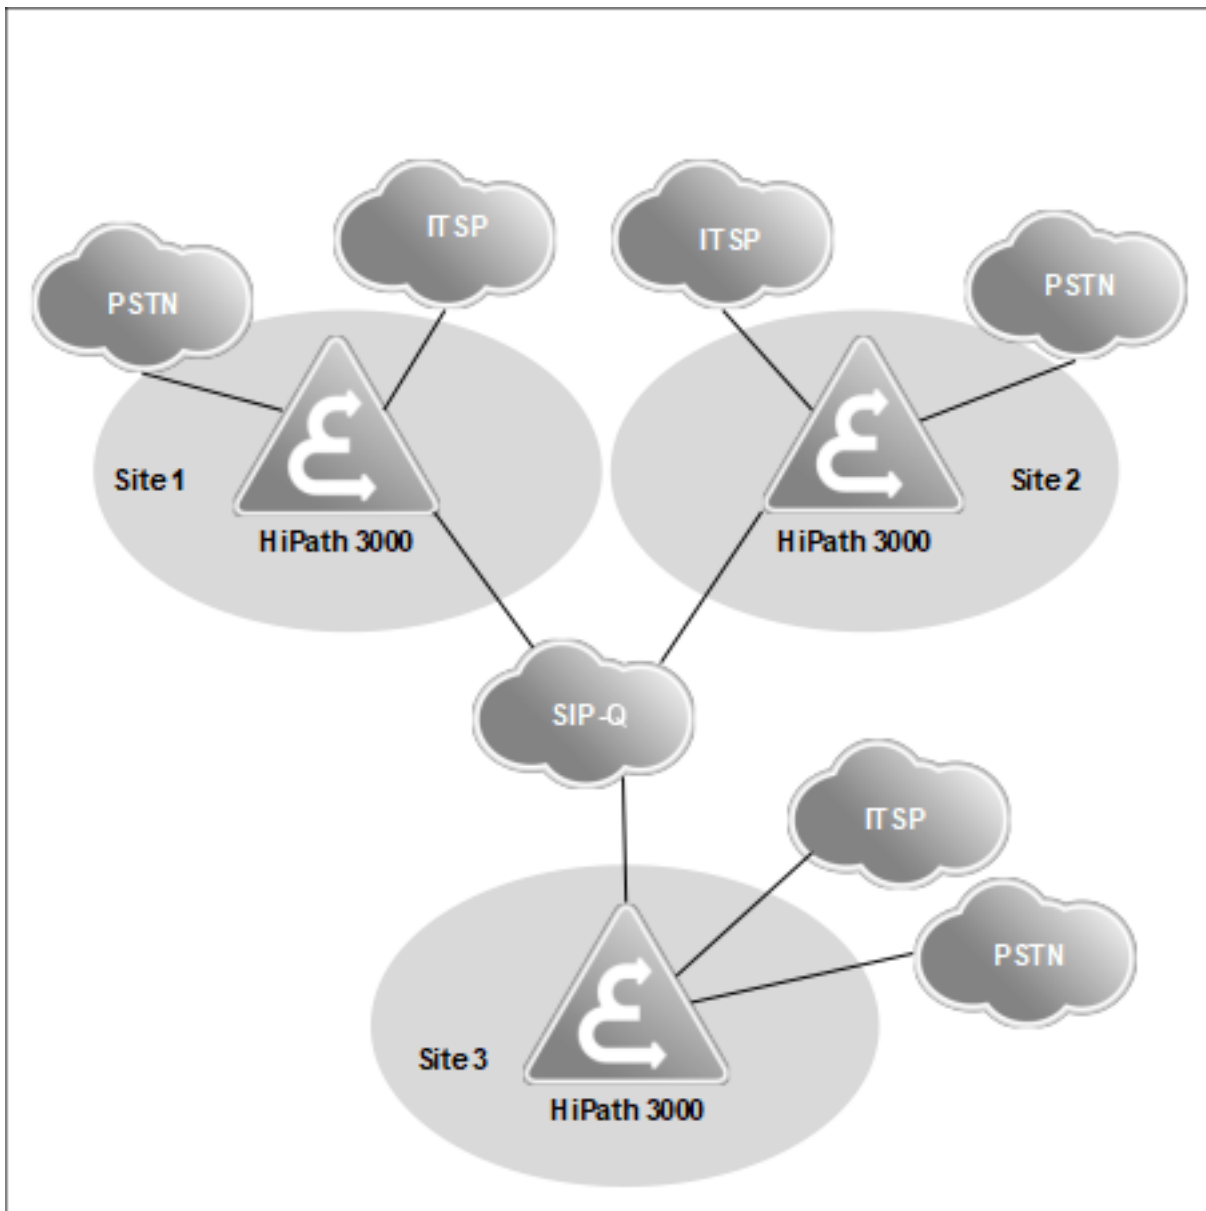 ITSP
ITSP
PSTN
PSTN
Site 1
Site 2
HiPath 3000
HiPath 3000
SIP-Q
ITSP
PSTN
Site 3
HiPath 3000